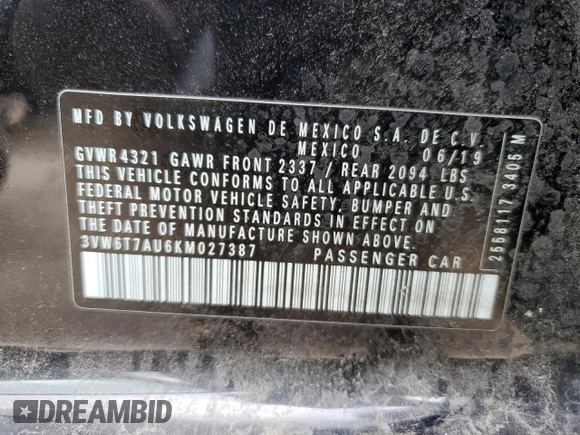 MFD BY VOLKSWAGEN DE MEXICO S.A. DE C.V.
MEXICO 06/19
GVWR 4321 GAWR FRONT 2337 / REAR 2094 LBS
THIS VEHICLE CONFORMS TO ALL APPLICABLE U.S.
FEDERAL MOTOR VEHICLE SAFETY, BUMPER AND
THEFT PREVENTION STANDARDS IN EFFECT ON
THE DATE OF MANUFACTURE SHOWN ABOVE.
3VW6T7AU6KM027387 PASSENGER CAR
2668117 3405 M
DREAMBID